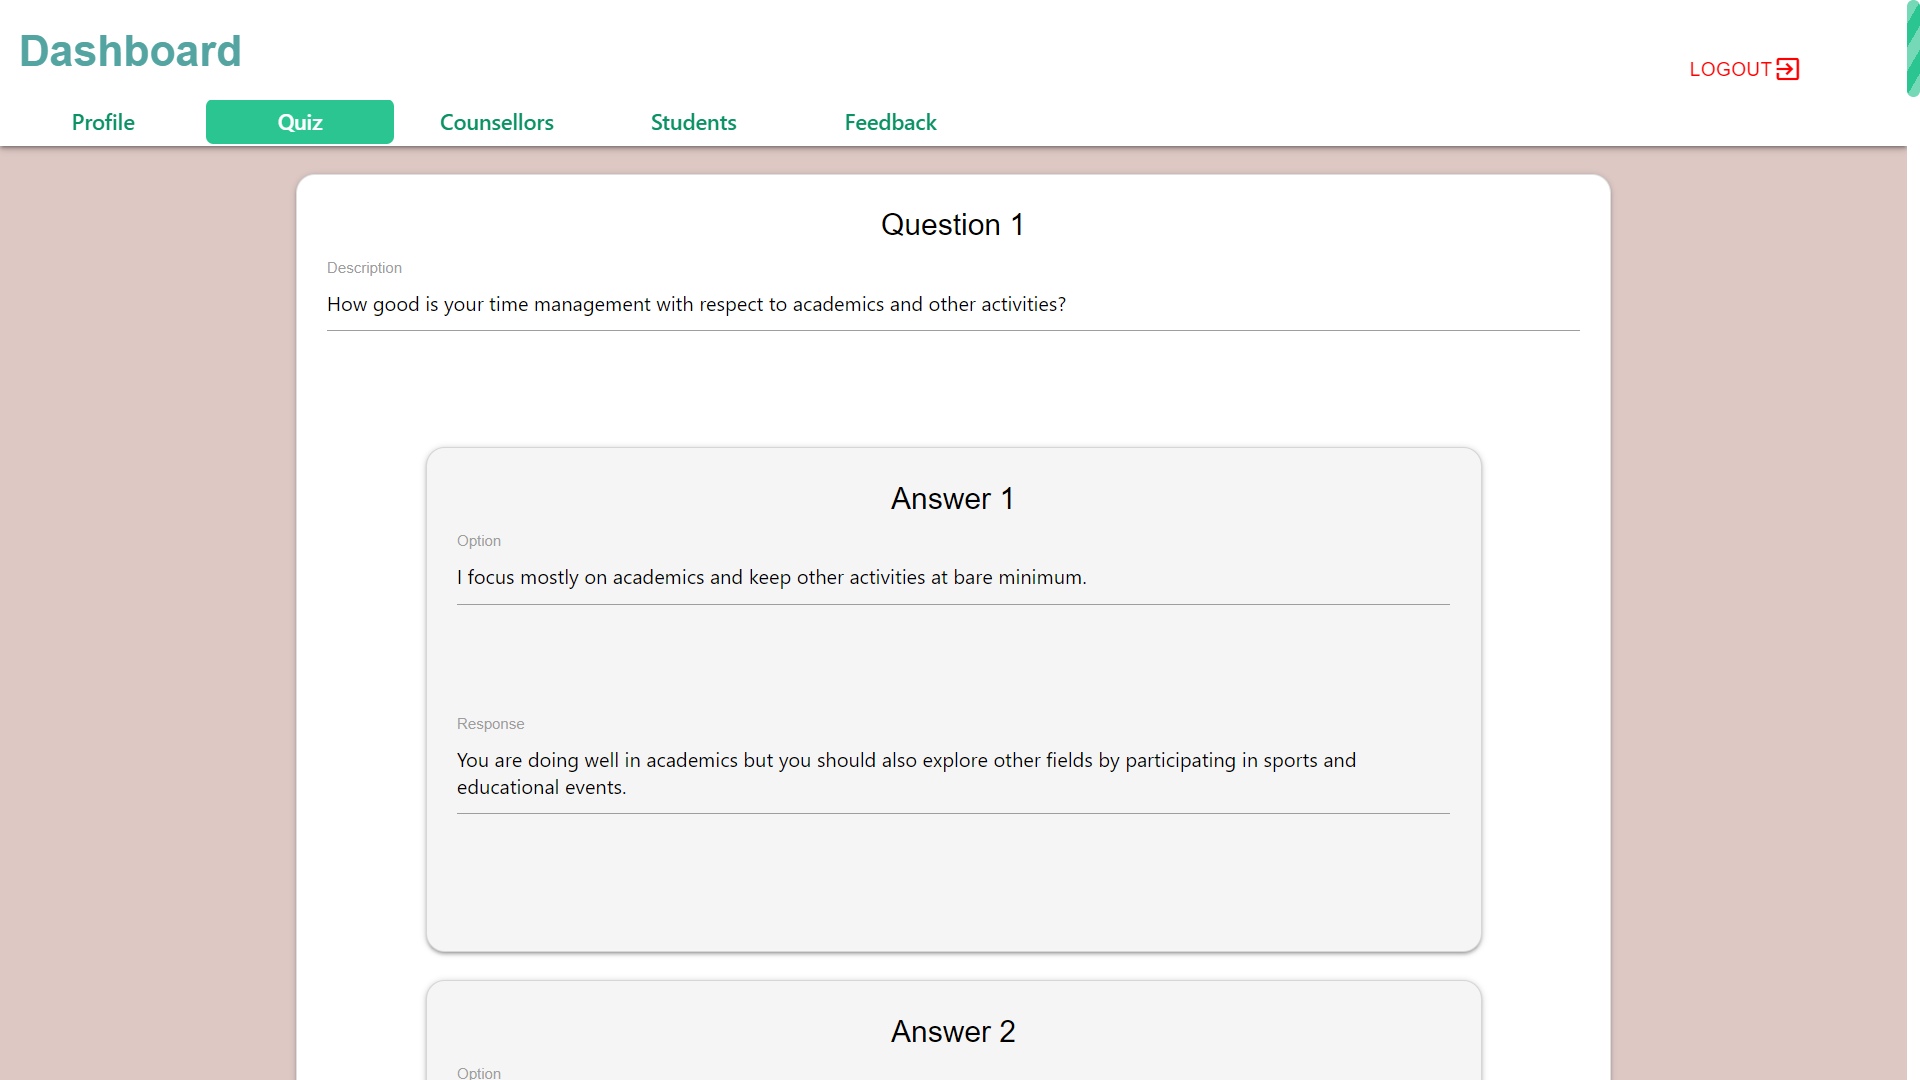 Dashboard
LOGOUT
Profile
Quiz
Counsellors
Students
Feedback
Question 1
Description
How good is your time management with respect to academics and other activities?
Answer 1
Option
I focus mostly on academics and keep other activities at bare minimum.
Response
You are doing well in academics but you should also explore other fields by participating in sports and
educational events.
Answer 2
Option